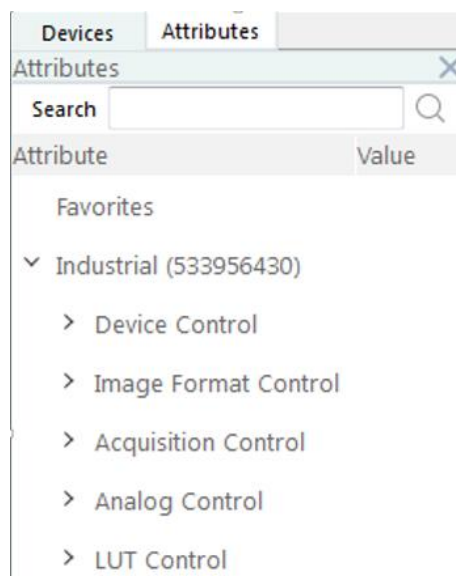 Devices Attributes
Attributes
Search
Attribute Value
Favorites
Industrial (533956430)
Device Control
Image Format Control
Acquisition Control
Analog Control
LUT Control